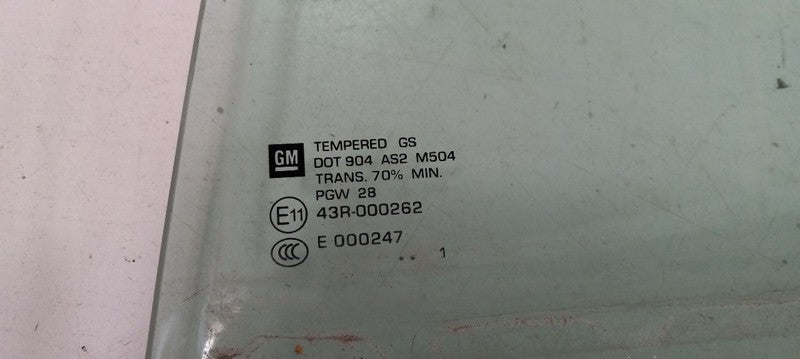 GM
TEMPERED GS
DOT 904 AS2 M504
TRANS. 70% MIN.
PGW 28
E11 43R-000262
CCC E 000247
.. 1